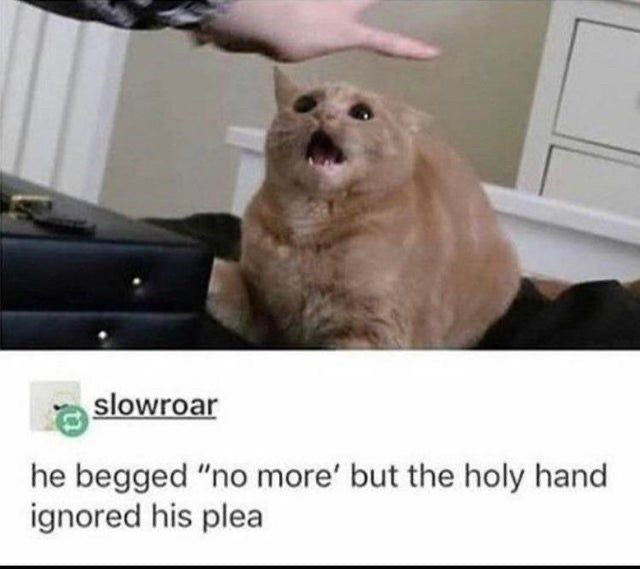 slowroar
he begged "no more' but the holy hand
ignored his plea